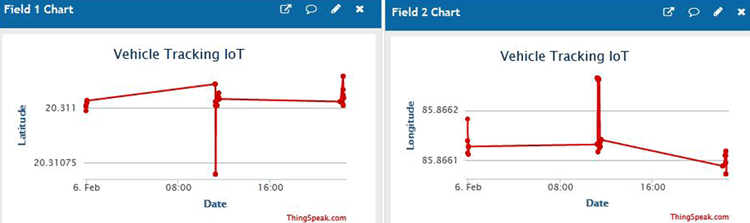 Field 1 Chart
Vehicle Tracking IoT
Latitude
20.311
20.31075
6. Feb
08:00
16:00
Date
ThingSpeak.com
Field 2 Chart
Vehicle Tracking IoT
Longitude
85.8662
85.8661
6. Feb
08:00
16:00
Date
ThingSpeak.com